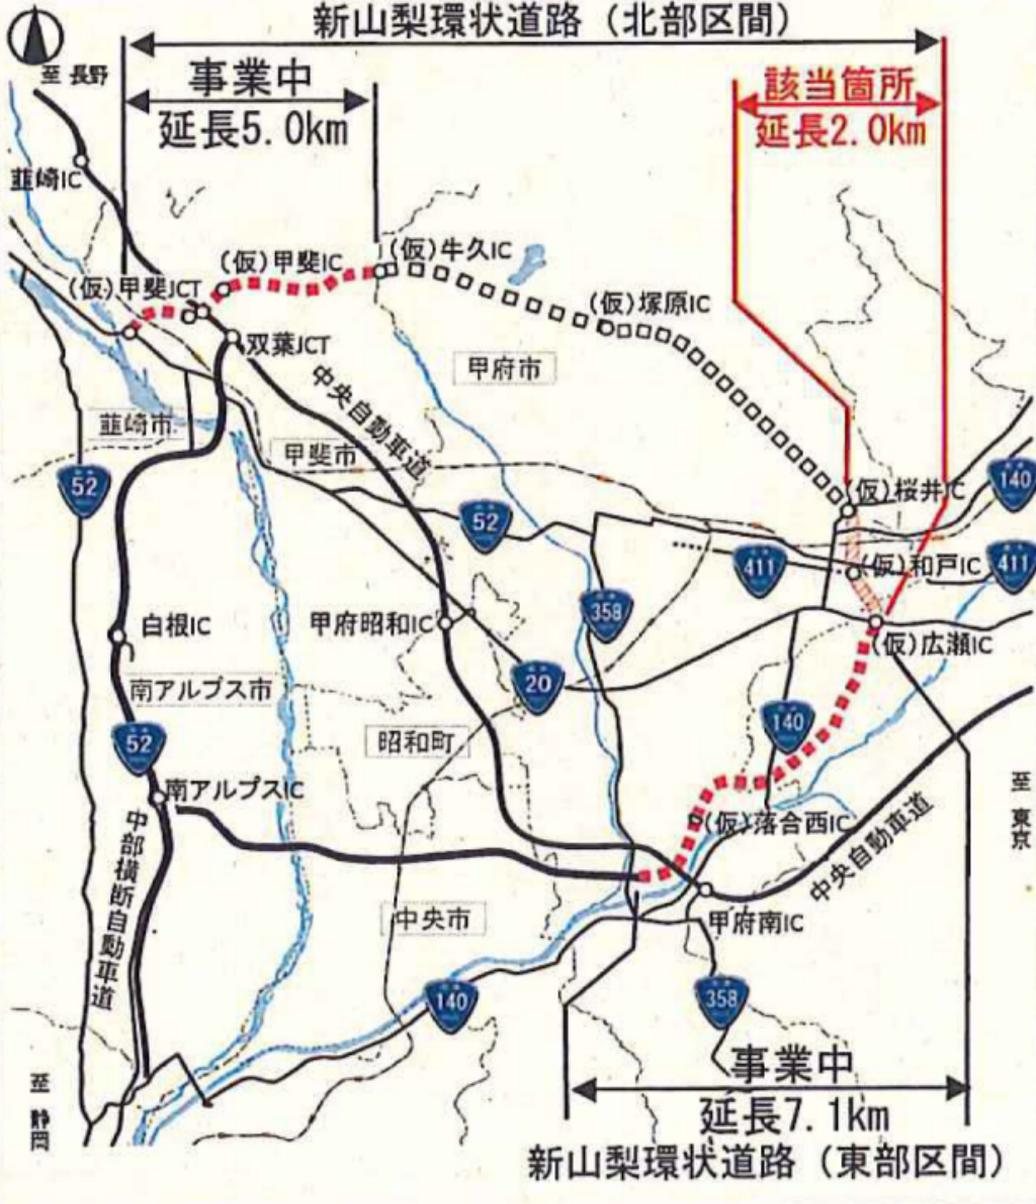 新山梨環状道路（北部区間）
至 長野
事業中
延長5.0km
該当箇所
延長2.0km
韮崎IC
(仮)甲斐IC
(仮)牛久IC
(仮)甲斐JCT
(仮)塚原IC
双葉JCT
中央自動車道
甲府市
韮崎市
甲斐市
52
52
140
(仮)桜井IC
411
(仮)和戸IC
411
358
白根IC
甲府昭和IC
(仮)広瀬IC
南アルプス市
20
52
昭和町
140
南アルプスIC
(仮)落合西IC
至 東京
中部横断自動車道
中央自動車道
中央市
甲府南IC
140
358
至 静岡
事業中
延長7.1km
新山梨環状道路（東部区間）